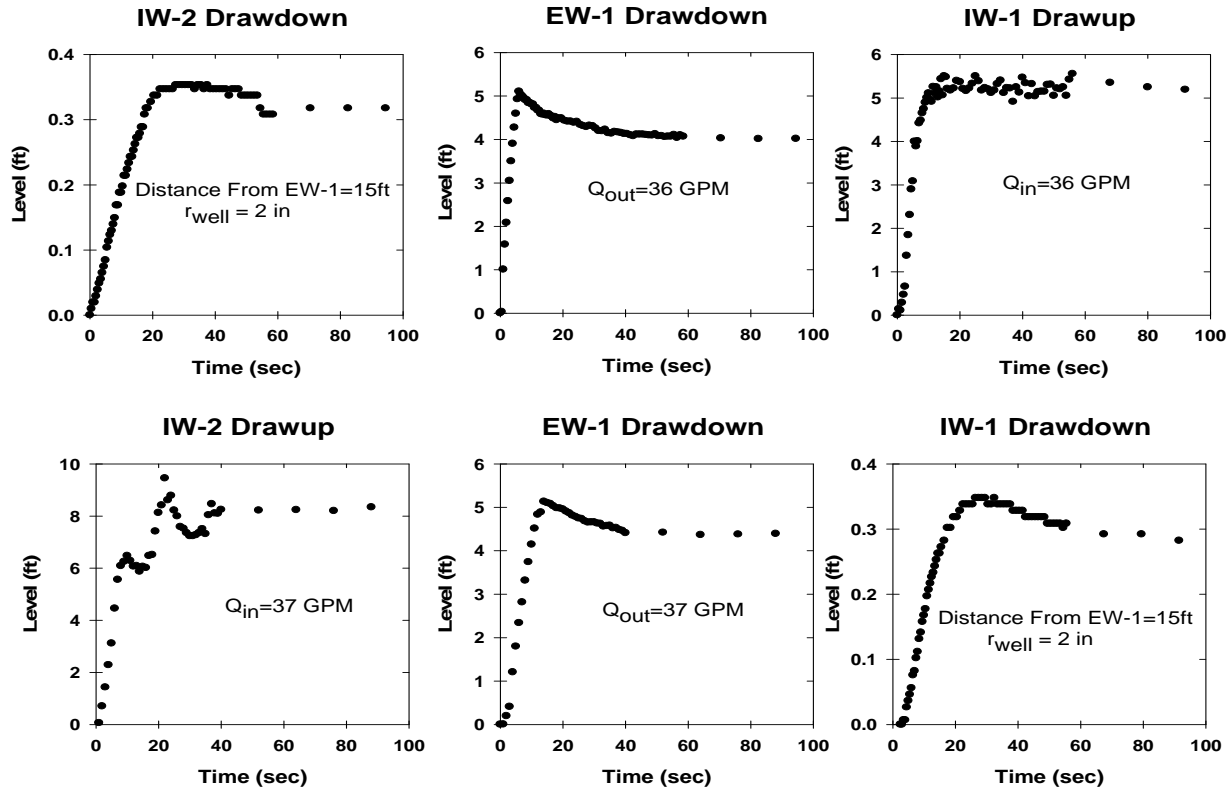 IW-2 Drawdown
EW-1 Drawdown
IW-1 Drawup
Level (ft)
0.4
0.3
0.2
0.1
0.0
Distance From EW-1=15ft
r_well = 2 in
0 20 40 60 80 100
Time (sec)
Level (ft)
6
5
4
3
2
1
0
Q_out=36 GPM
0 20 40 60 80 100
Time (sec)
Level (ft)
6
5
4
3
2
1
0
Q_in=36 GPM
0 20 40 60 80 100
Time (sec)
IW-2 Drawup
EW-1 Drawdown
IW-1 Drawdown
Level (ft)
10
8
6
4
2
0
Q_in=37 GPM
0 20 40 60 80 100
Time (sec)
Level (ft)
6
5
4
3
2
1
0
Q_out=37 GPM
0 20 40 60 80 100
Time (sec)
Level (ft)
0.4
0.3
0.2
0.1
0.0
Distance From EW-1=15ft
r_well = 2 in
0 20 40 60 80 100
Time (sec)